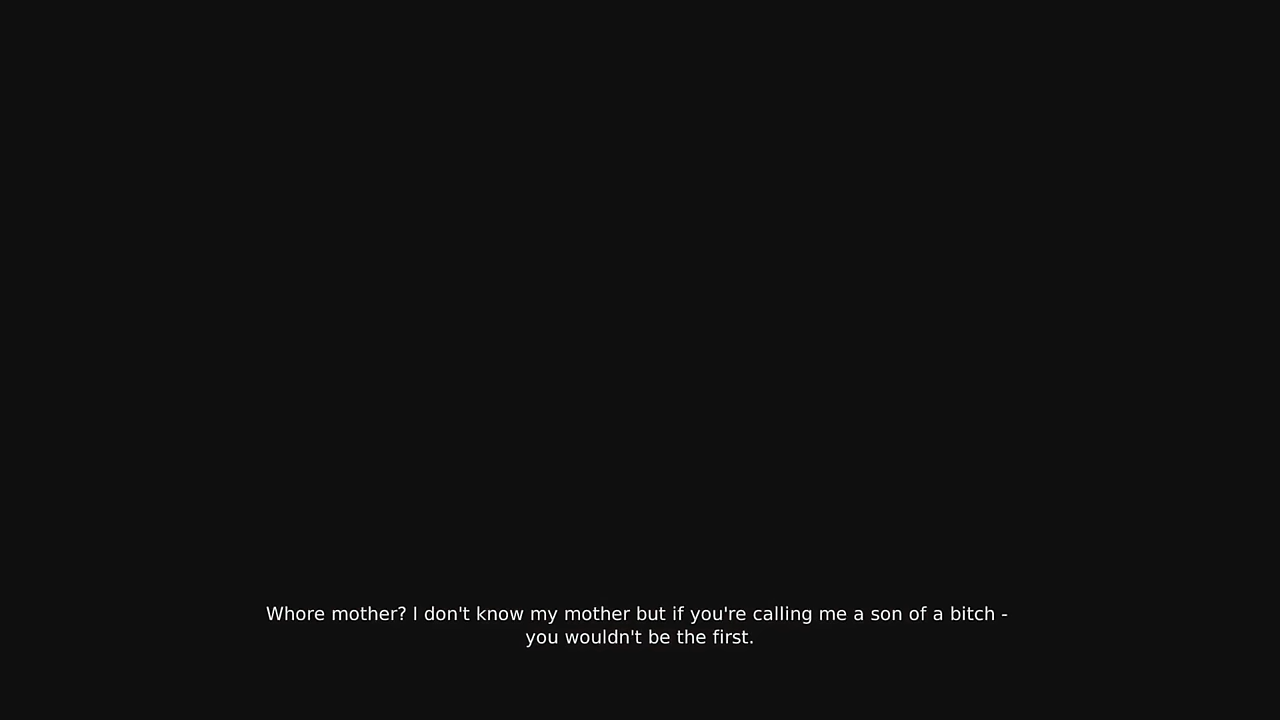 Whore mother? I don't know my mother but if you're calling me a son of a bitch -
you wouldn't be the first.